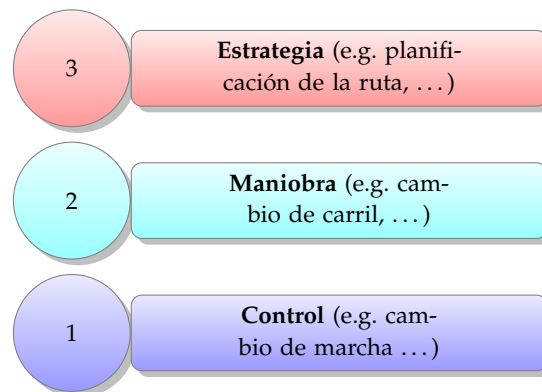 3
Estrategia (e.g. planifi-
cación de la ruta, ...)
2
Maniobra (e.g. cam-
bio de carril, ...)
1
Control (e.g. cam-
bio de marcha ...)